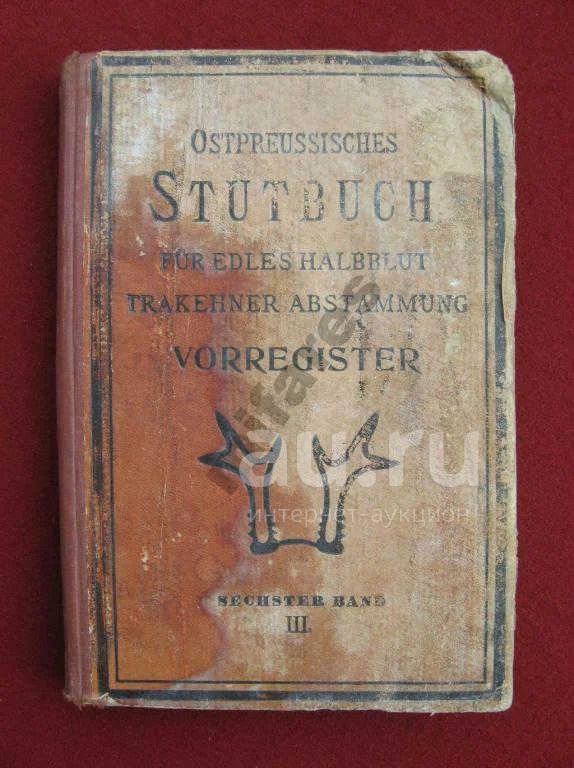 OSTPREUSSISCHES
STUTBUCH
FÜR EDLES HALBBLUT
TRAKEHNER ABSTAMMUNG
VORREGISTER
au.ru
интернет-аукцион
SECHSTER BAND
III.